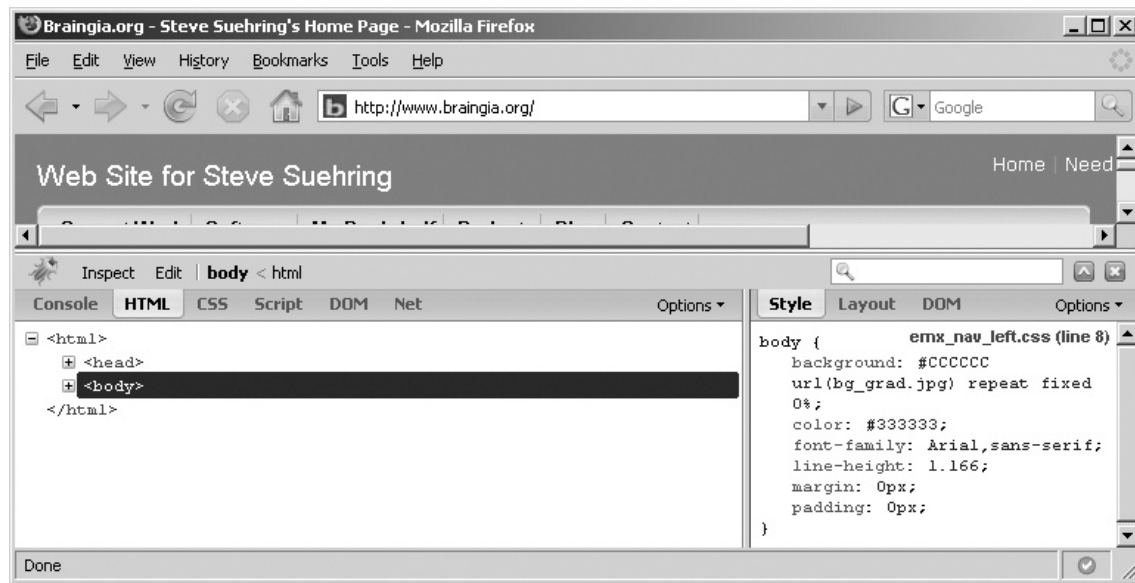 Braingia.org - Steve Suehring's Home Page - Mozilla Firefox
File Edit View History Bookmarks Tools Help
http://www.braingia.org/ G Google
Web Site for Steve Suehring Home | Need
Inspect Edit | body < html
Console HTML CSS Script DOM Net Options
Style Layout DOM Options
<html>
<head>
<body>
</html>
body { emx_nav_left.css (line 8)
background: #CCCCCC
url(bg_grad.jpg) repeat fixed
0%;
color: #333333;
font-family: Arial,sans-serif;
line-height: 1.166;
margin: 0px;
padding: 0px;
}
Done